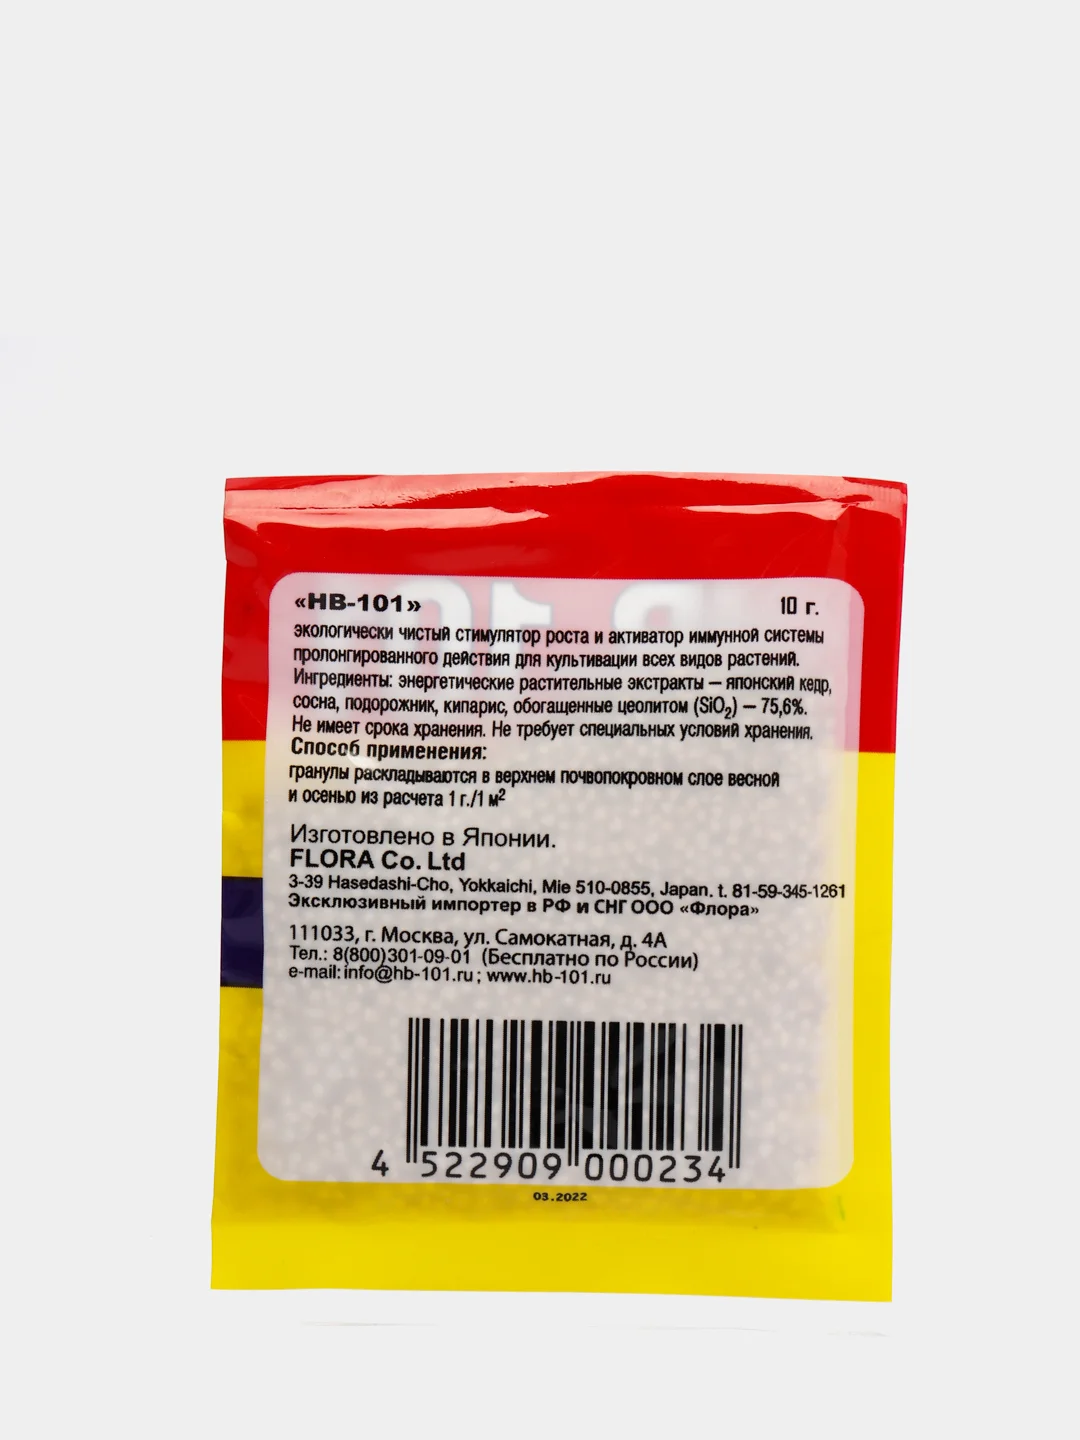 «НВ-101» 10 г.
экологически чистый стимулятор роста и активатор иммунной системы
пролонгированного действия для культивации всех видов растений.
Ингредиенты: энергетические растительные экстракты – японский кедр,
сосна, подорожник, кипарис, обогащенные цеолитом (SiO₂) – 75,6%.
Не имеет срока хранения. Не требует специальных условий хранения.
Способ применения:
гранулы раскладываются в верхнем почвопокровном слое весной
и осенью из расчета 1 г./1 м²
Изготовлено в Японии.
FLORA Co. Ltd
3-39 Hasedashi-Cho, Yokkaichi, Mie 510-0855, Japan. t. 81-59-345-1261
Эксклюзивный импортер в РФ и СНГ ООО «Флора»
111033, г. Москва, ул. Самокатная, д. 4А
Тел.: 8(800)301-09-01 (Бесплатно по России)
e-mail: info@hb-101.ru ; www.hb-101.ru
4 522909 000234
03.2022